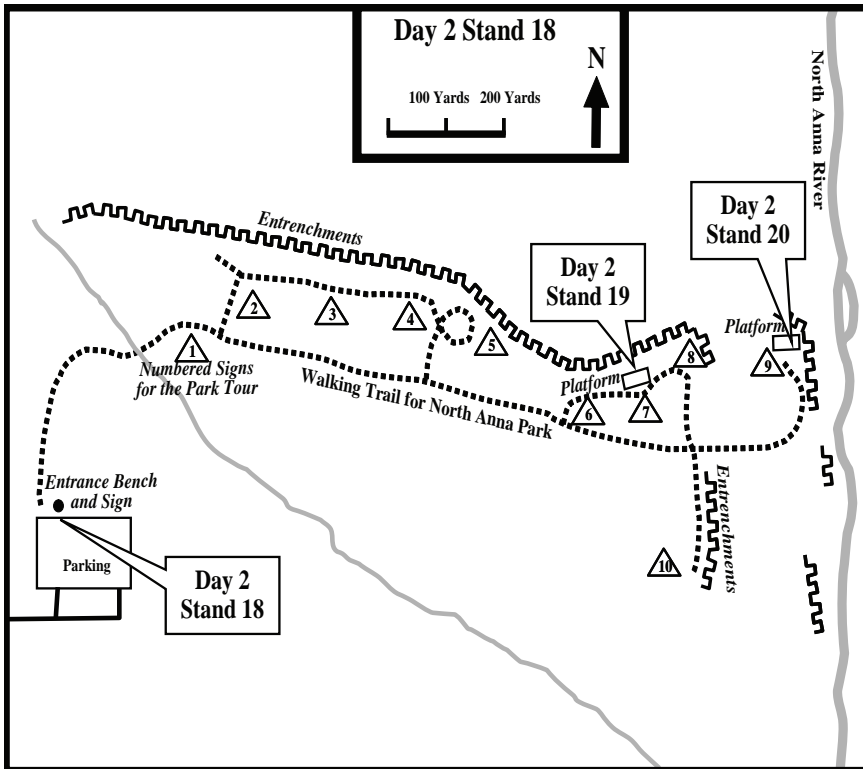 Day 2 Stand 18
N
100 Yards 200 Yards
North Anna River
Entrenchments
Day 2
Stand 20
Day 2
Stand 19
Platform
Platform
1
2
3
4
5
6
7
8
9
10
Numbered Signs
for the Park Tour
Walking Trail for North Anna Park
Entrenchments
Entrance Bench
and Sign
Parking
Day 2
Stand 18